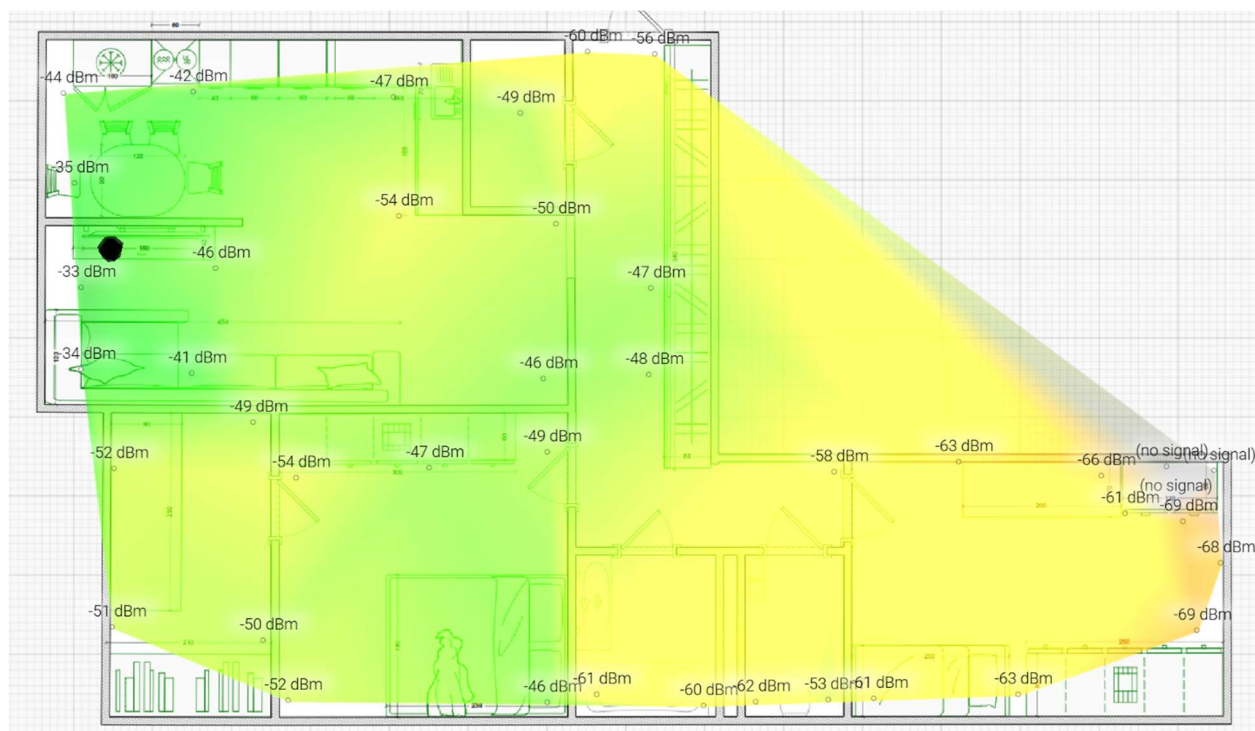 60
-60 dBm
-56 dBm
-44 dBm
-42 dBm
-47 dBm
-49 dBm
-35 dBm
120
-54 dBm
-50 dBm
-46 dBm
-33 dBm
-47 dBm
-34 dBm
-41 dBm
-46 dBm
-48 dBm
-49 dBm
-52 dBm
-54 dBm
-47 dBm
-49 dBm
-58 dBm
-63 dBm
-66 dBm
(no signal)
(no signal)
(no signal)
-61 dBm
-69 dBm
200
-68 dBm
-51 dBm
-50 dBm
210
-69 dBm
-52 dBm
-46 dBm
-61 dBm
-60 dBm
-62 dBm
-53 dBm
-61 dBm
-63 dBm